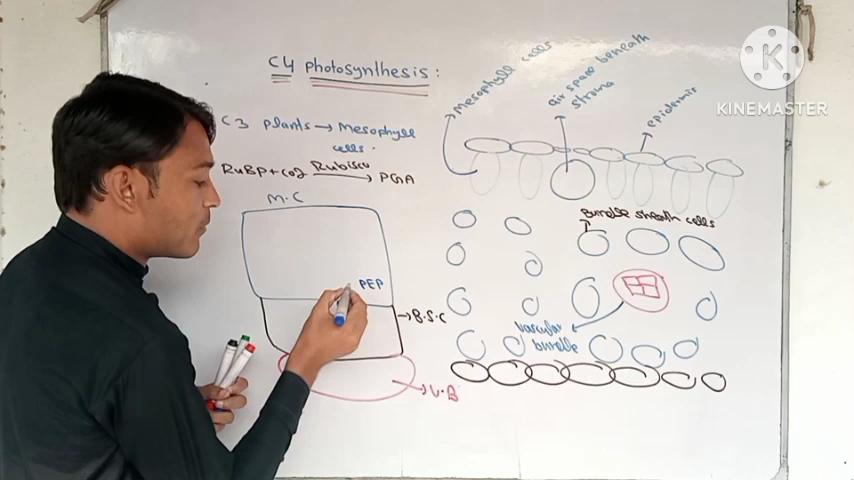 C4 Photosynthesis:
C3 plants → Mesophyll
cells.
RuBP + CO2 Rubisco → PGA
M.C
PEP
→ B.S.C
→ V.B
Mesophyll cells
air space beneath
stroma
epidermis
Bundle sheath cells
vascular
bundle
K
KINEMASTER